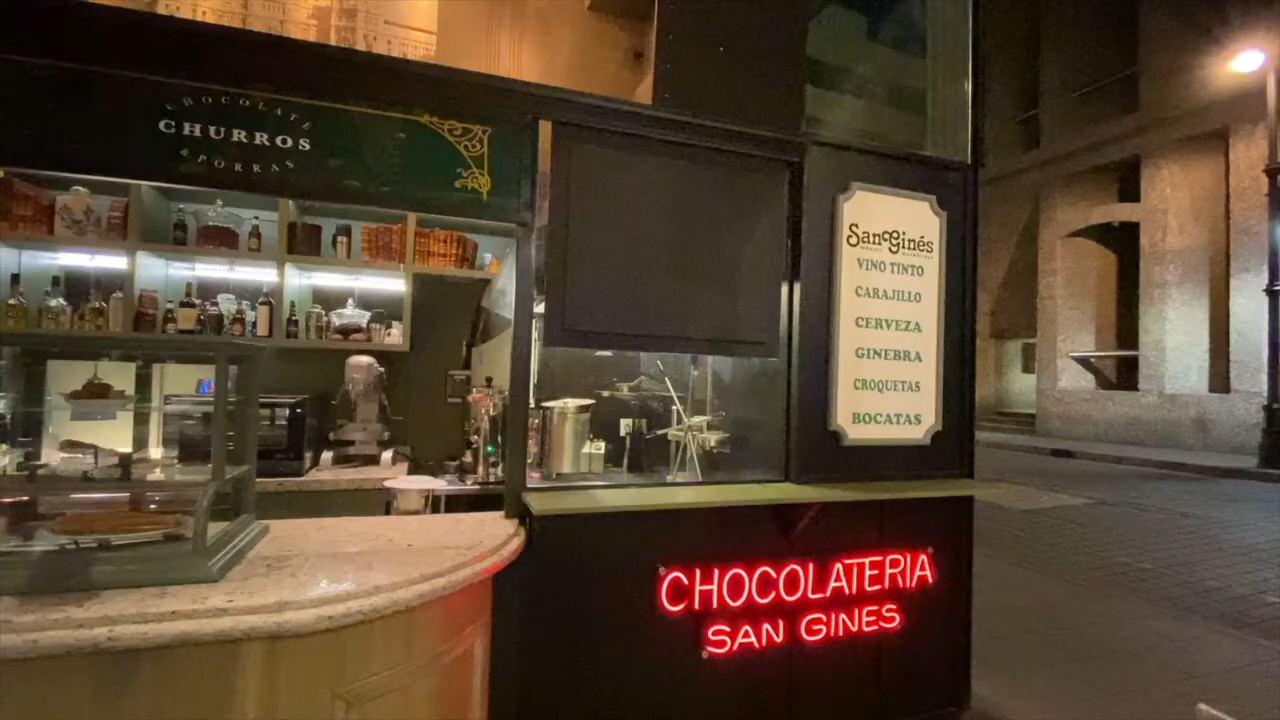 CHOCOLATE
CHURROS
& PORRAS
SanGinés
VINO TINTO
CARAJILLO
CERVEZA
GINEBRA
CROQUETAS
BOCATAS
CHOCOLATERIA
SAN GINES